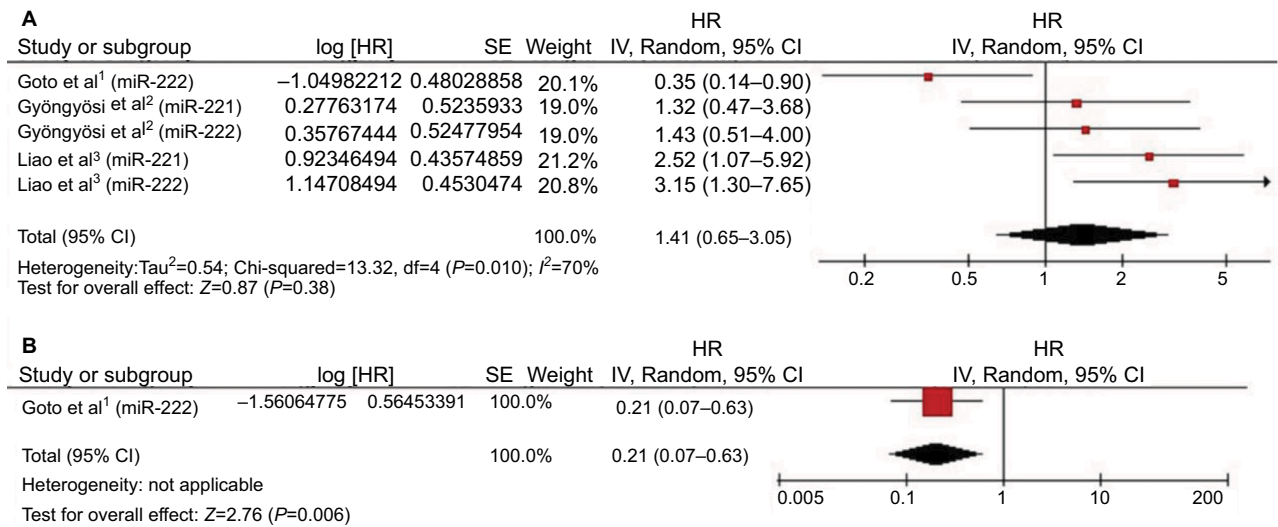 A
HR HR
Study or subgroup log [HR] SE Weight IV, Random, 95% CI IV, Random, 95% CI
Goto et al¹ (miR-222) −1.04982212 0.48028858 20.1% 0.35 (0.14–0.90)
Gyöngyösi et al² (miR-221) 0.27763174 0.5235933 19.0% 1.32 (0.47–3.68)
Gyöngyösi et al² (miR-222) 0.35767444 0.52477954 19.0% 1.43 (0.51–4.00)
Liao et al³ (miR-221) 0.92346494 0.43574859 21.2% 2.52 (1.07–5.92)
Liao et al³ (miR-222) 1.14708494 0.4530474 20.8% 3.15 (1.30–7.65)
Total (95% CI) 100.0% 1.41 (0.65–3.05)
Heterogeneity:Tau²=0.54; Chi-squared=13.32, df=4 (P=0.010); I²=70%
Test for overall effect: Z=0.87 (P=0.38)
0.2 0.5 1 2 5
B
HR HR
Study or subgroup log [HR] SE Weight IV, Random, 95% CI IV, Random, 95% CI
Goto et al¹ (miR-222) −1.56064775 0.56453391 100.0% 0.21 (0.07–0.63)
Total (95% CI) 100.0% 0.21 (0.07–0.63)
Heterogeneity: not applicable
Test for overall effect: Z=2.76 (P=0.006)
0.005 0.1 1 10 200